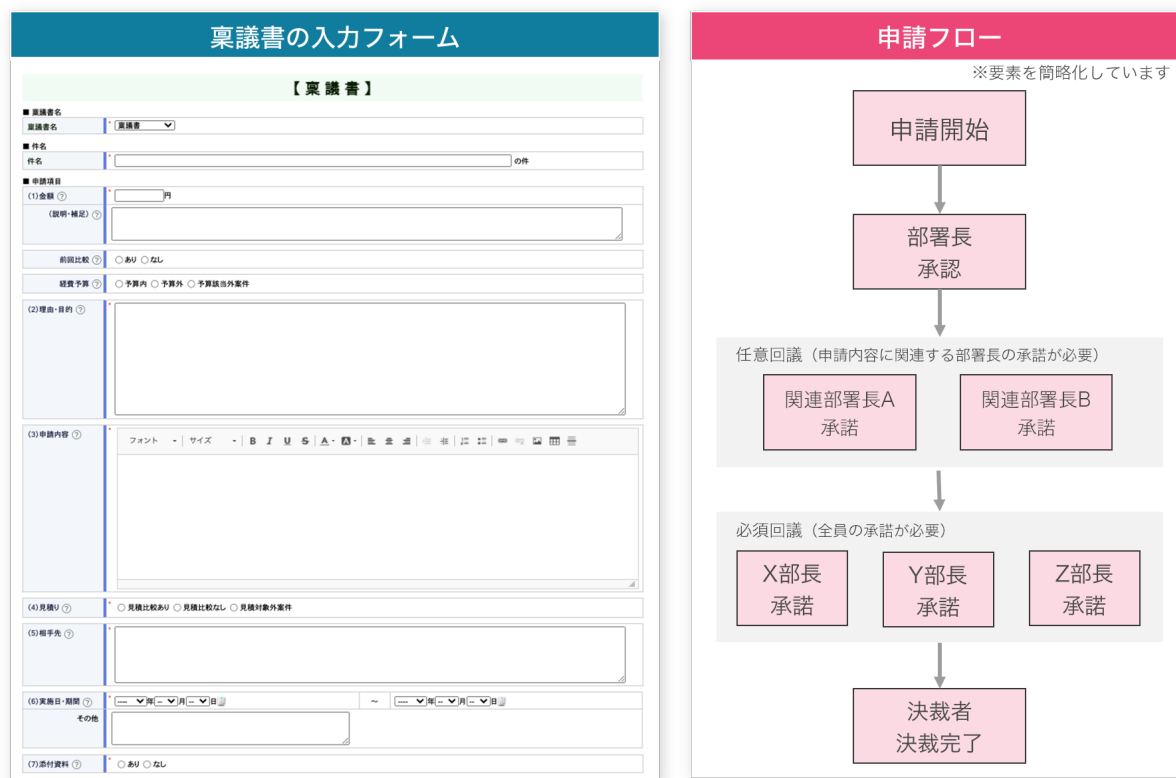 稟議書の入力フォーム
【 稟 議 書 】
■ 稟議書名
稟議書名 * 稟議書
■ 件名
件名 * の件
■ 申請項目
(1)金額 ? * 円
(説明・補足) ?
前回比較 ? あり なし
経費予算 ? 予算内 予算外 予算該当外案件
(2)理由・目的 ? *
(3)申請内容 ? *
フォント サイズ B I U S A A
(4)見積り ? * 見積比較あり 見積比較なし 見積対象外案件
(5)相手先 ?
(6)実施日・期間 ? * ---- 年 -- 月 -- 日 ~ ---- 年 -- 月 -- 日
その他
(7)添付資料 ? * あり なし
申請フロー
※要素を簡略化しています
申請開始
部署長
承認
任意回議（申請内容に関連する部署長の承諾が必要）
関連部署長A
承諾
関連部署長B
承諾
必須回議（全員の承諾が必要）
X部長
承諾
Y部長
承諾
Z部長
承諾
決裁者
決裁完了